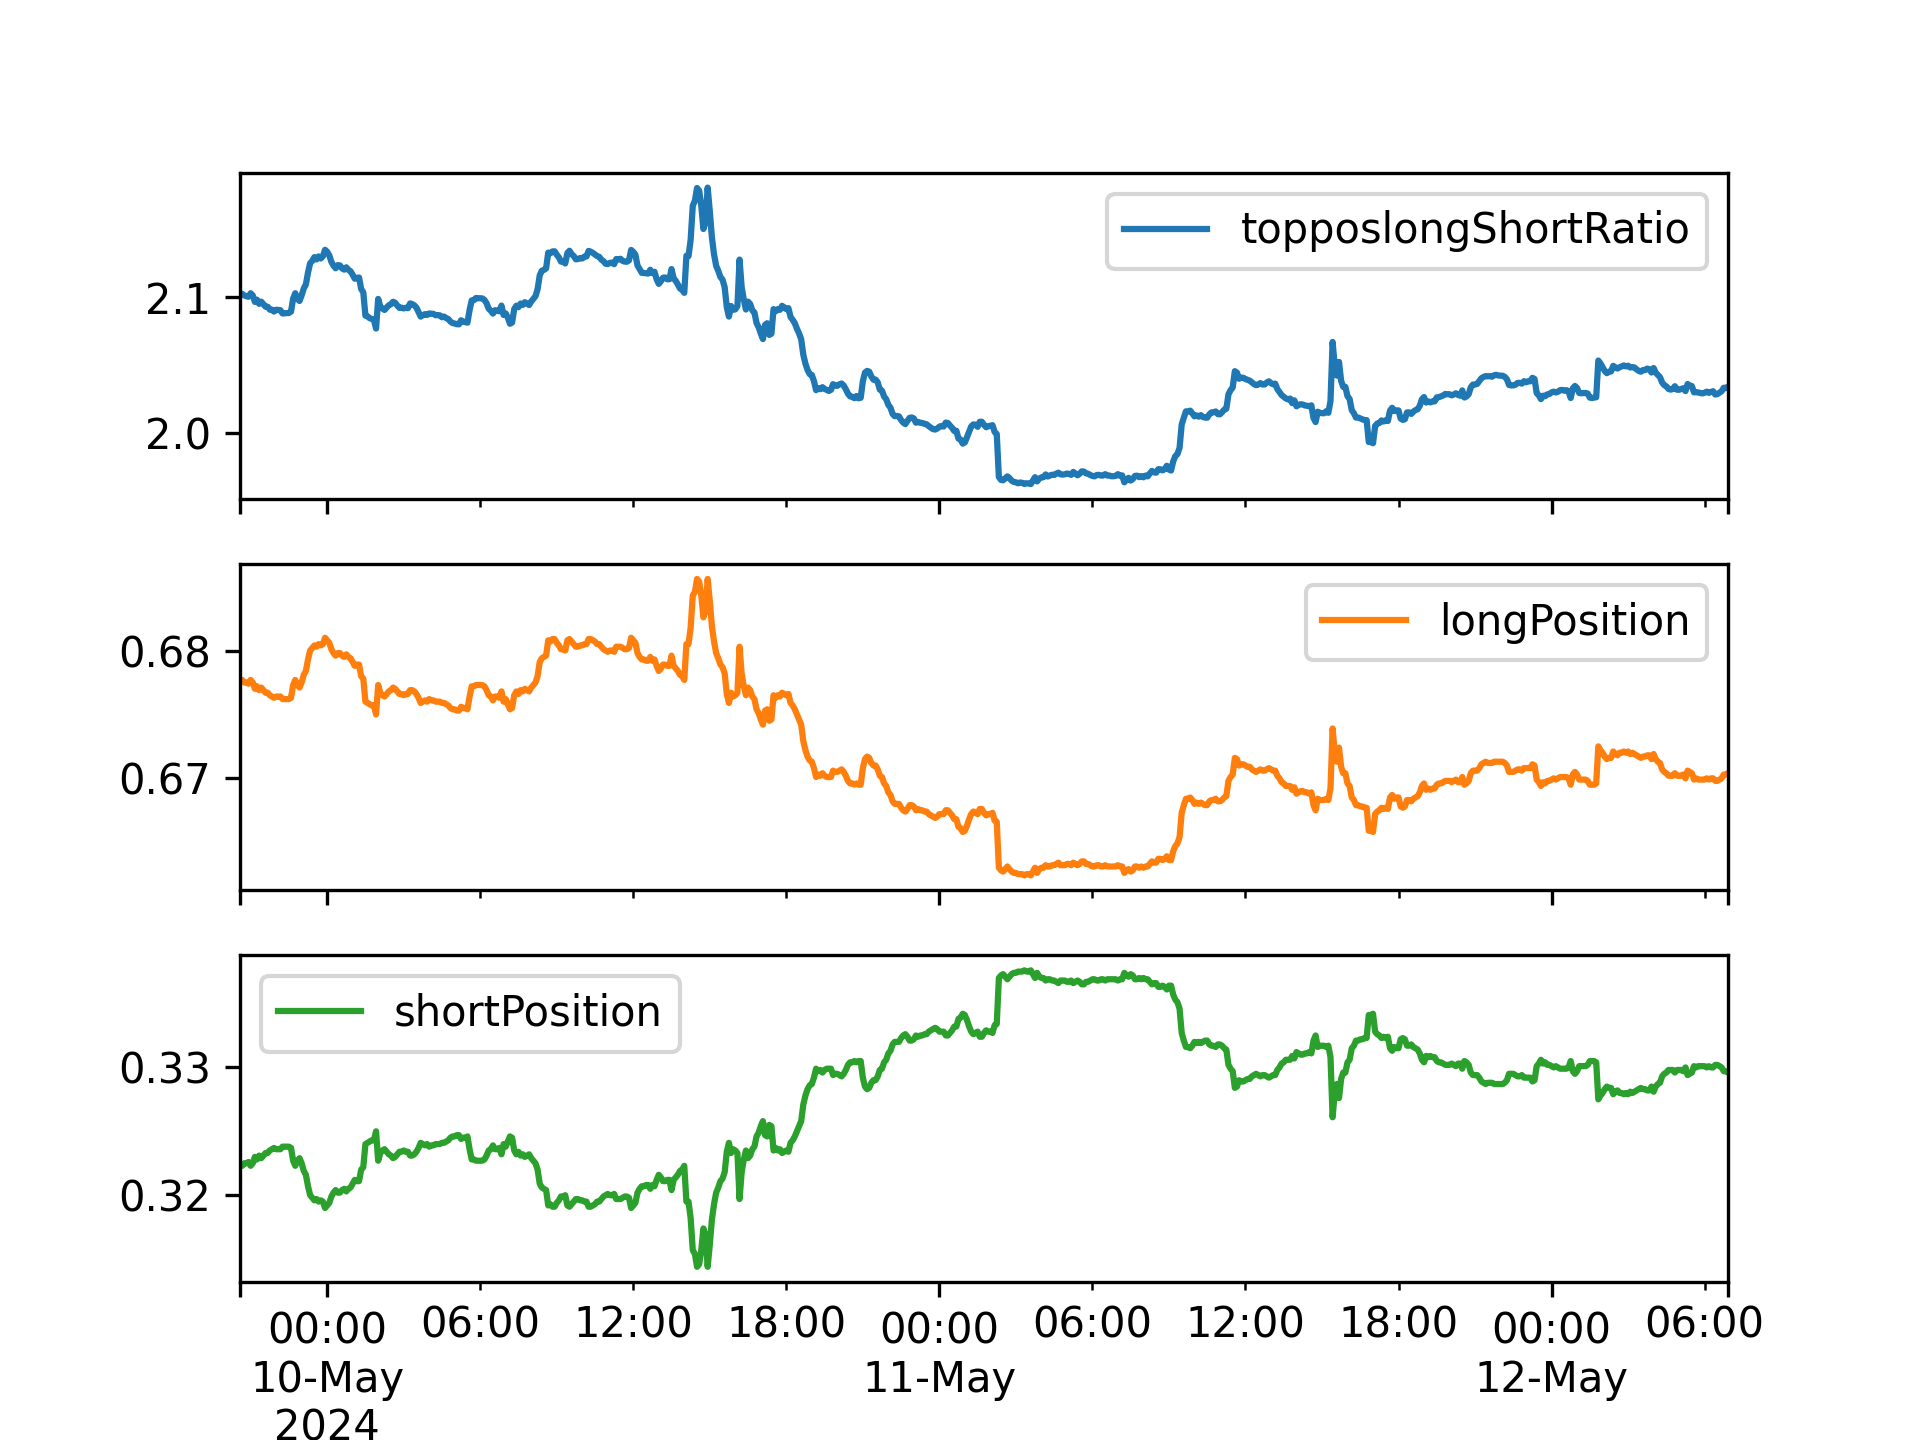 topposlongShortRatio
2.1
2.0
longPosition
0.68
0.67
shortPosition
0.33
0.32
00:00 06:00 12:00 18:00 00:00 06:00 12:00 18:00 00:00 06:00
10-May 11-May 12-May
2024